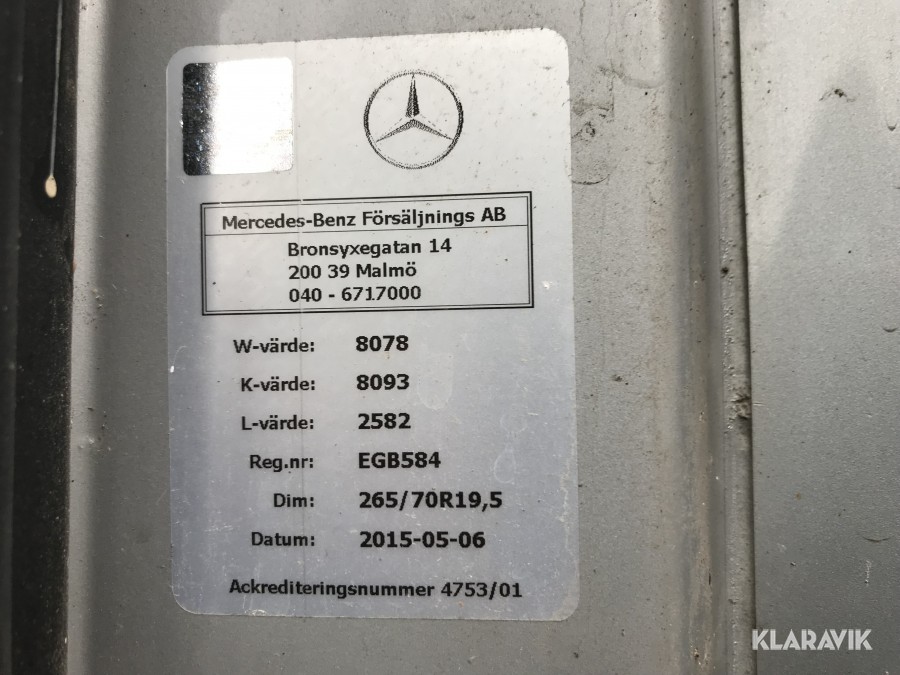 Mercedes-Benz Försäljnings AB
Bronsyxegatan 14
200 39 Malmö
040 - 6717000
W-värde: 8078
K-värde: 8093
L-värde: 2582
Reg.nr: EGB584
Dim: 265/70R19,5
Datum: 2015-05-06
Ackrediteringsnummer 4753/01
KLARAVIK